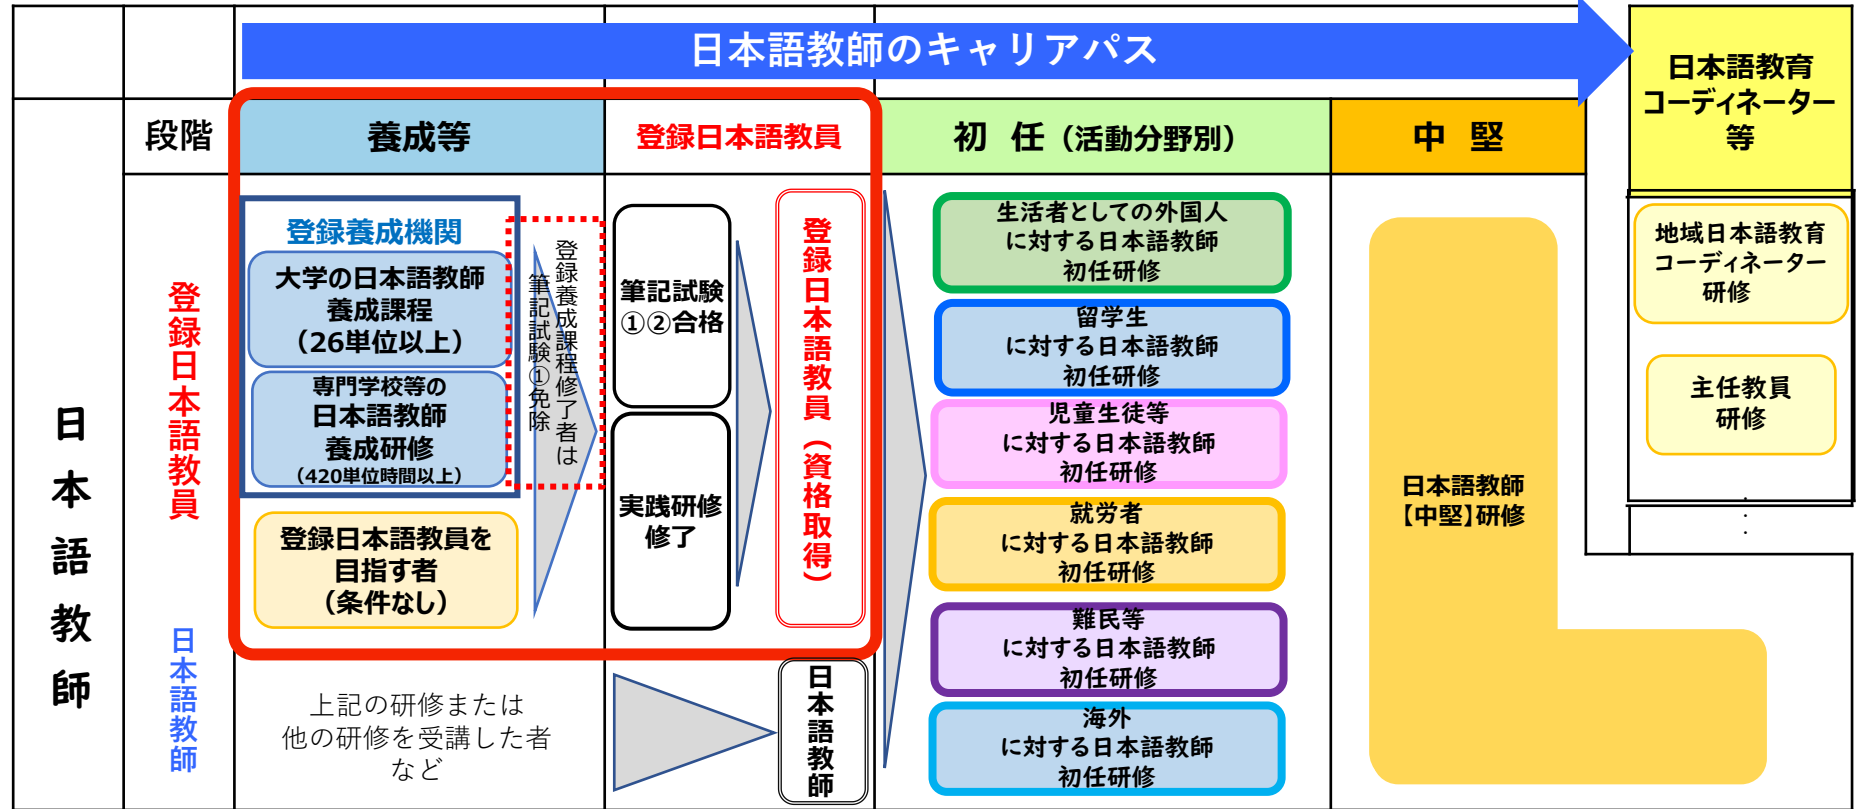 日本語教師のキャリアパス
日本語教育
コーディネーター
等
段階
養成等
登録日本語教員
初　任（活動分野別）
中　堅
日本語教師
登録日本語教員
日本語教師
登録養成機関
大学の日本語教師
養成課程
（26単位以上）
専門学校等の
日本語教師
養成研修
（420単位時間以上）
登録養成課程修了者は
筆記試験①免除
登録日本語教員を
目指す者
（条件なし）
上記の研修または
他の研修を受講した者
など
筆記試験
①②合格
実践研修
修了
登録日本語教員（資格取得）
日本語教師
生活者としての外国人
に対する日本語教師
初任研修
留学生
に対する日本語教師
初任研修
児童生徒等
に対する日本語教師
初任研修
就労者
に対する日本語教師
初任研修
難民等
に対する日本語教師
初任研修
海外
に対する日本語教師
初任研修
日本語教師
【中堅】研修
地域日本語教育
コーディネーター
研修
主任教員
研修